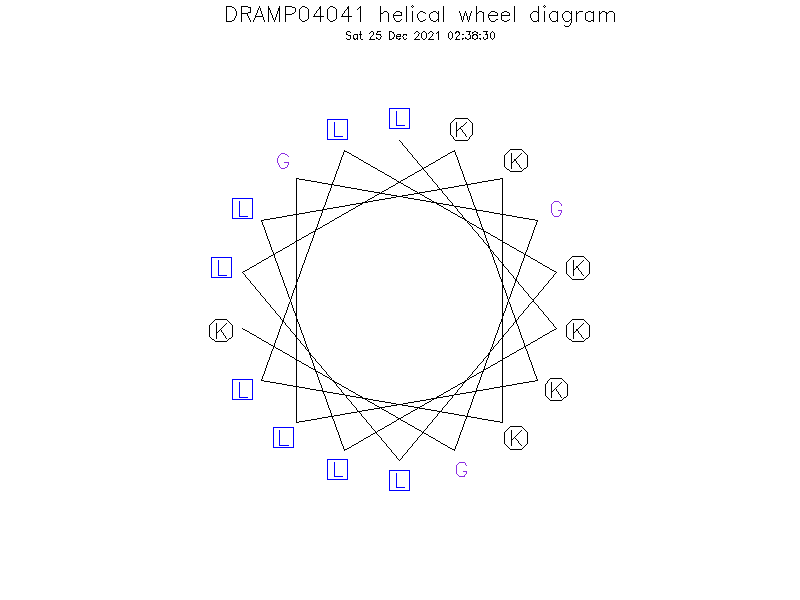 DRAMP04041 helical wheel diagram
Sat 25 Dec 2021 02:38:30
L
L K
G K
L G
L K
K K
L K
L K
L G
L